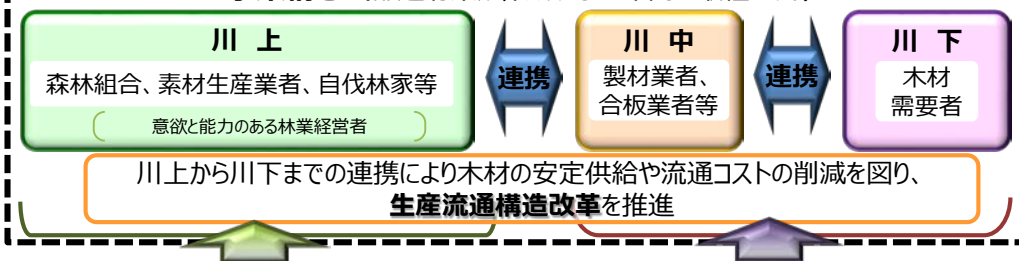 川 上
森林組合、素材生産業者、自伐林家等
意欲と能力のある林業経営者
連携
川 中
製材業者、
合板業者等
連携
川 下
木材
需要者
川上から川下までの連携により木材の安定供給や流通コストの削減を図り、
生産流通構造改革を推進